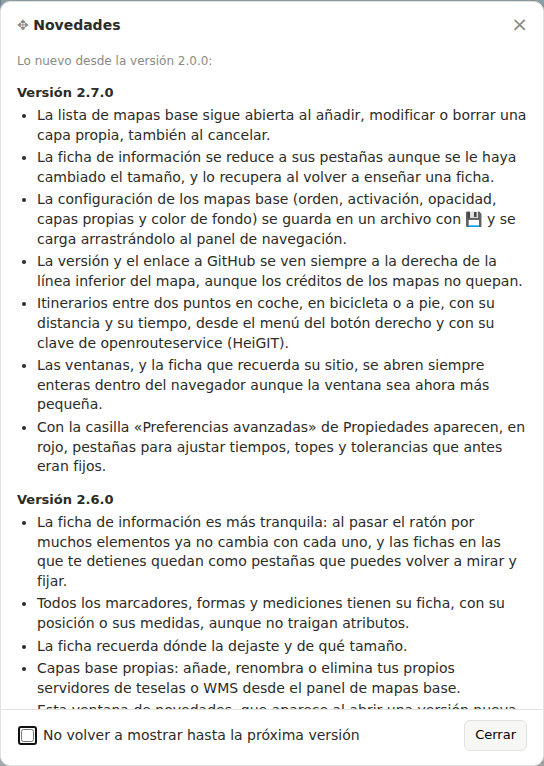 Novedades
Lo nuevo desde la versión 2.0.0:
Versión 2.7.0
• La lista de mapas base sigue abierta al añadir, modificar o borrar una
capa propia, también al cancelar.
• La ficha de información se reduce a sus pestañas aunque se le haya
cambiado el tamaño, y lo recupera al volver a enseñar una ficha.
• La configuración de los mapas base (orden, activación, opacidad,
capas propias y color de fondo) se guarda en un archivo con 💾 y se
carga arrastrándolo al panel de navegación.
• La versión y el enlace a GitHub se ven siempre a la derecha de la
línea inferior del mapa, aunque los créditos de los mapas no quepan.
• Itinerarios entre dos puntos en coche, en bicicleta o a pie, con su
distancia y su tiempo, desde el menú del botón derecho y con su
clave de openrouteservice (HeiGIT).
• Las ventanas, y la ficha que recuerda su sitio, se abren siempre
enteras dentro del navegador aunque la ventana sea ahora más
pequeña.
• Con la casilla «Preferencias avanzadas» de Propiedades aparecen, en
rojo, pestañas para ajustar tiempos, topes y tolerancias que antes
eran fijos.
Versión 2.6.0
• La ficha de información es más tranquila: al pasar el ratón por
muchos elementos ya no cambia con cada uno, y las fichas en las
que te detienes quedan como pestañas que puedes volver a mirar y
fijar.
• Todos los marcadores, formas y mediciones tienen su ficha, con su
posición o sus medidas, aunque no traigan atributos.
• La ficha recuerda dónde la dejaste y de qué tamaño.
• Capas base propias: añade, renombra o elimina tus propios
servidores de teselas o WMS desde el panel de mapas base.
No volver a mostrar hasta la próxima versión
Cerrar